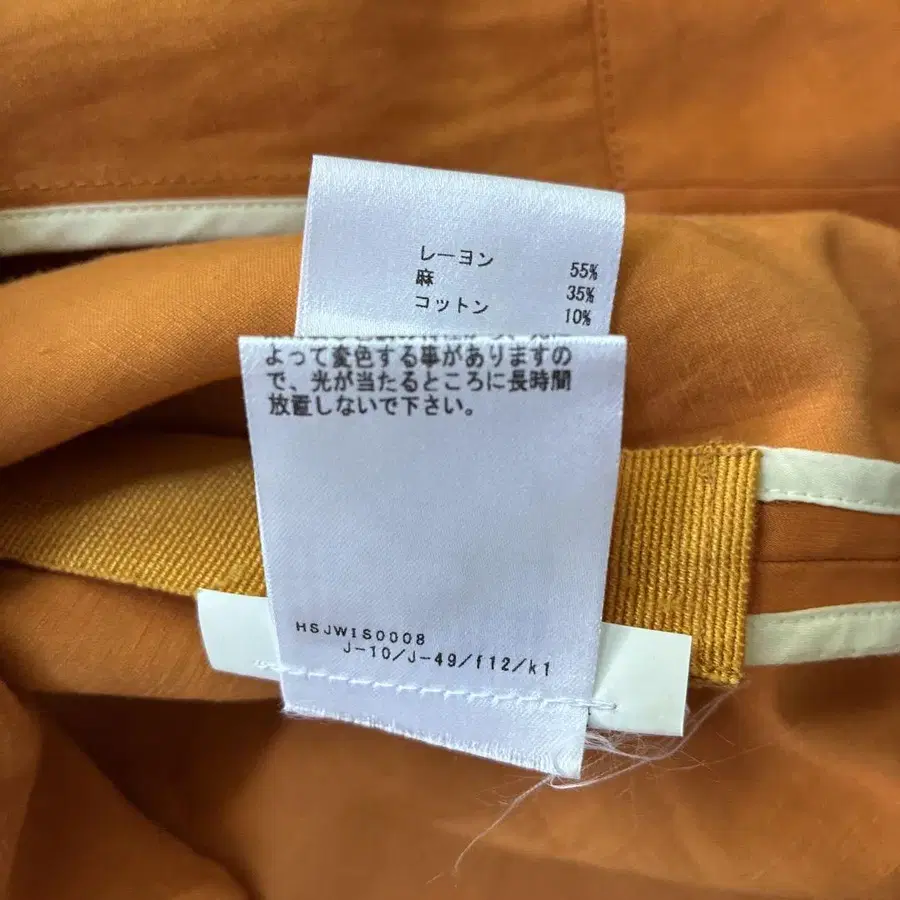 レーヨン 55%
麻 35%
コットン 10%
よって変色する事がありますの
で、光が当たるところに長時間
放置しないで下さい。
HSJWIS0008
J-10/J-49/f12/k1